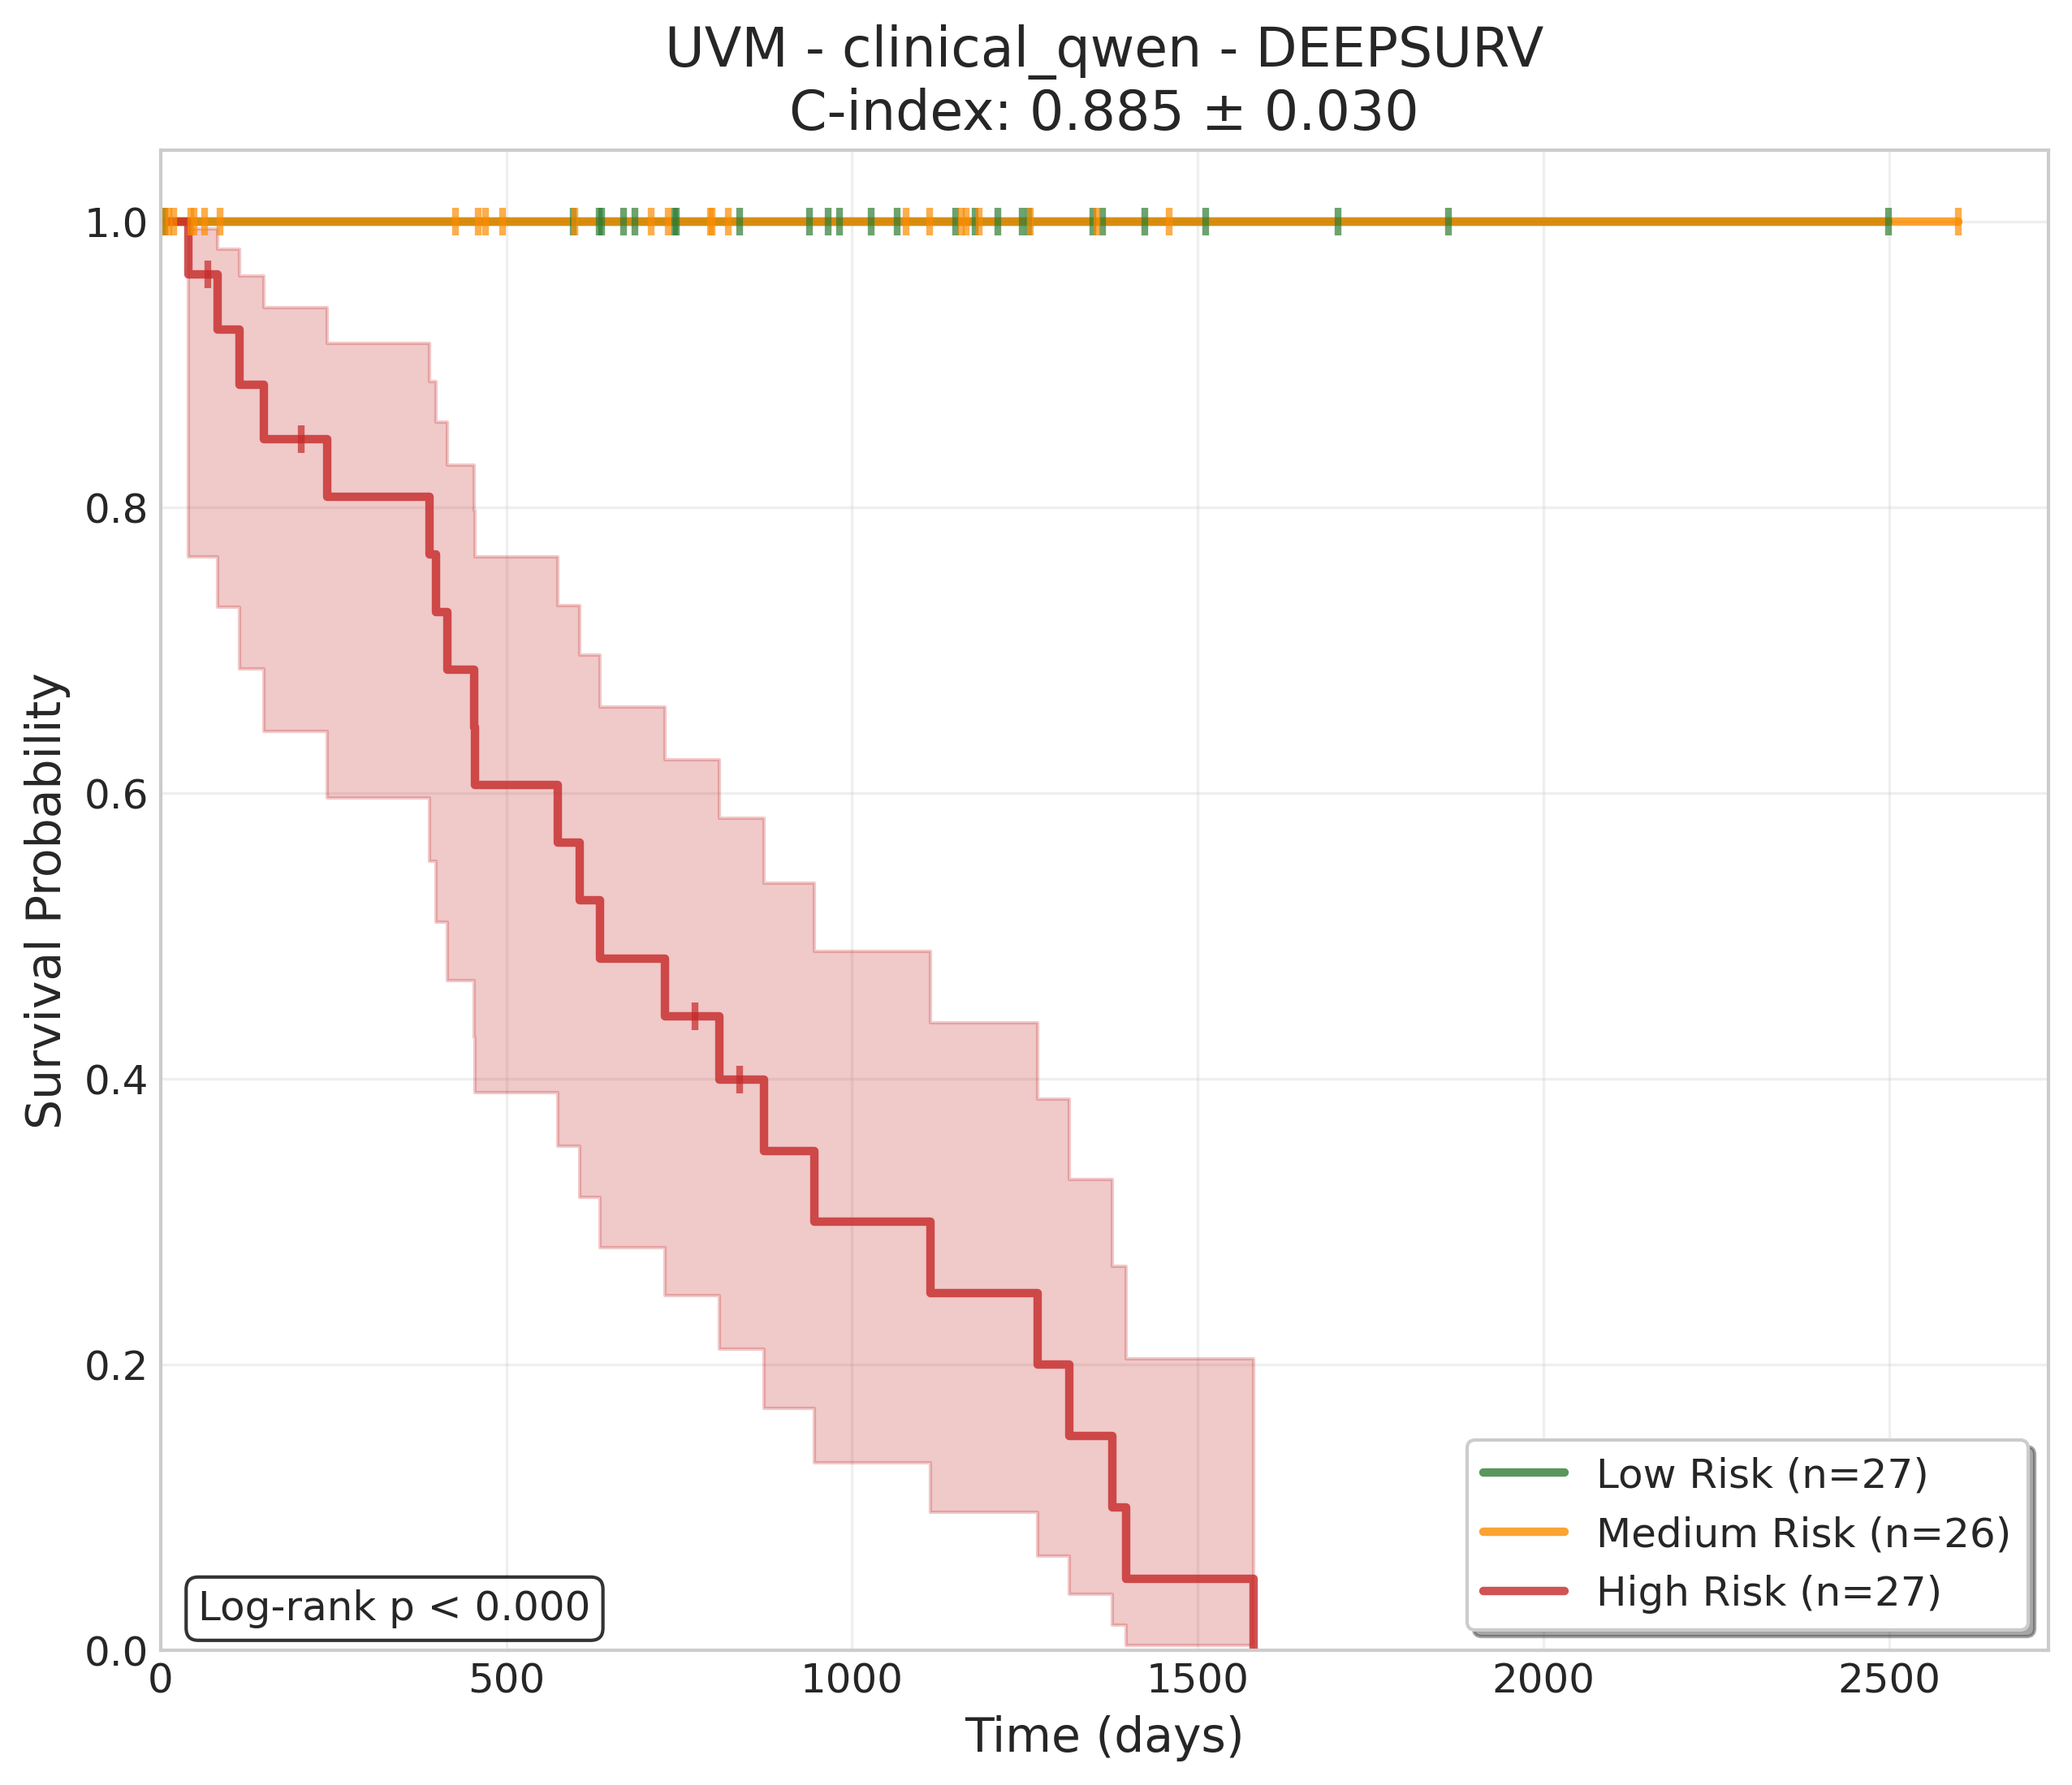 UVM - clinical_qwen - DEEPSURV
C-index: 0.885 ± 0.030
Survival Probability
1.0
0.8
0.6
0.4
0.2
0.0
0
500
1000
1500
2000
2500
Time (days)
Log-rank p < 0.000
Low Risk (n=27)
Medium Risk (n=26)
High Risk (n=27)